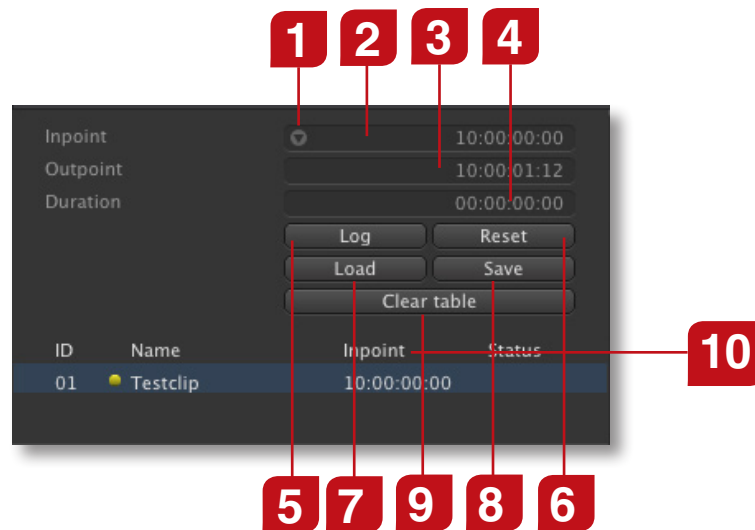 1 2 3 4
Inpoint 10:00:00:00
Outpoint 10:00:01:12
Duration 00:00:00:00
Log Reset
Load Save
Clear table
ID Name Inpoint Status 10
01 Testclip 10:00:00:00
5 7 9 8 6